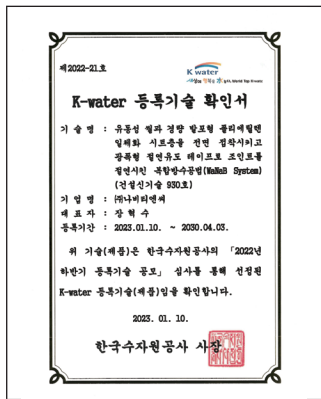 제2022-21호
K water
K-water 등록기술 확인서
기 술 명 : 유동성 필파 경량 발포형 폴리에틸렌
일체화 시트층을 전면 접착시키고
광폭형 절연유도 테이프로 조인트를
절연시킨 복합방수공법(WaNaB System)
(건설신기술 930호)
기 업 명 : ㈜나비티앤씨
대 표 자 : 장 혁 수
등록기간 : 2023.01.10. ~ 2030.04.03.
위 기술(제품)은 한국수자원공사의 「2022년
하반기 등록기술 공모」 심사를 통해 선정된
K-water 등록기술(제품)임을 확인합니다.
2023. 01. 10.
한국수자원공사 사장